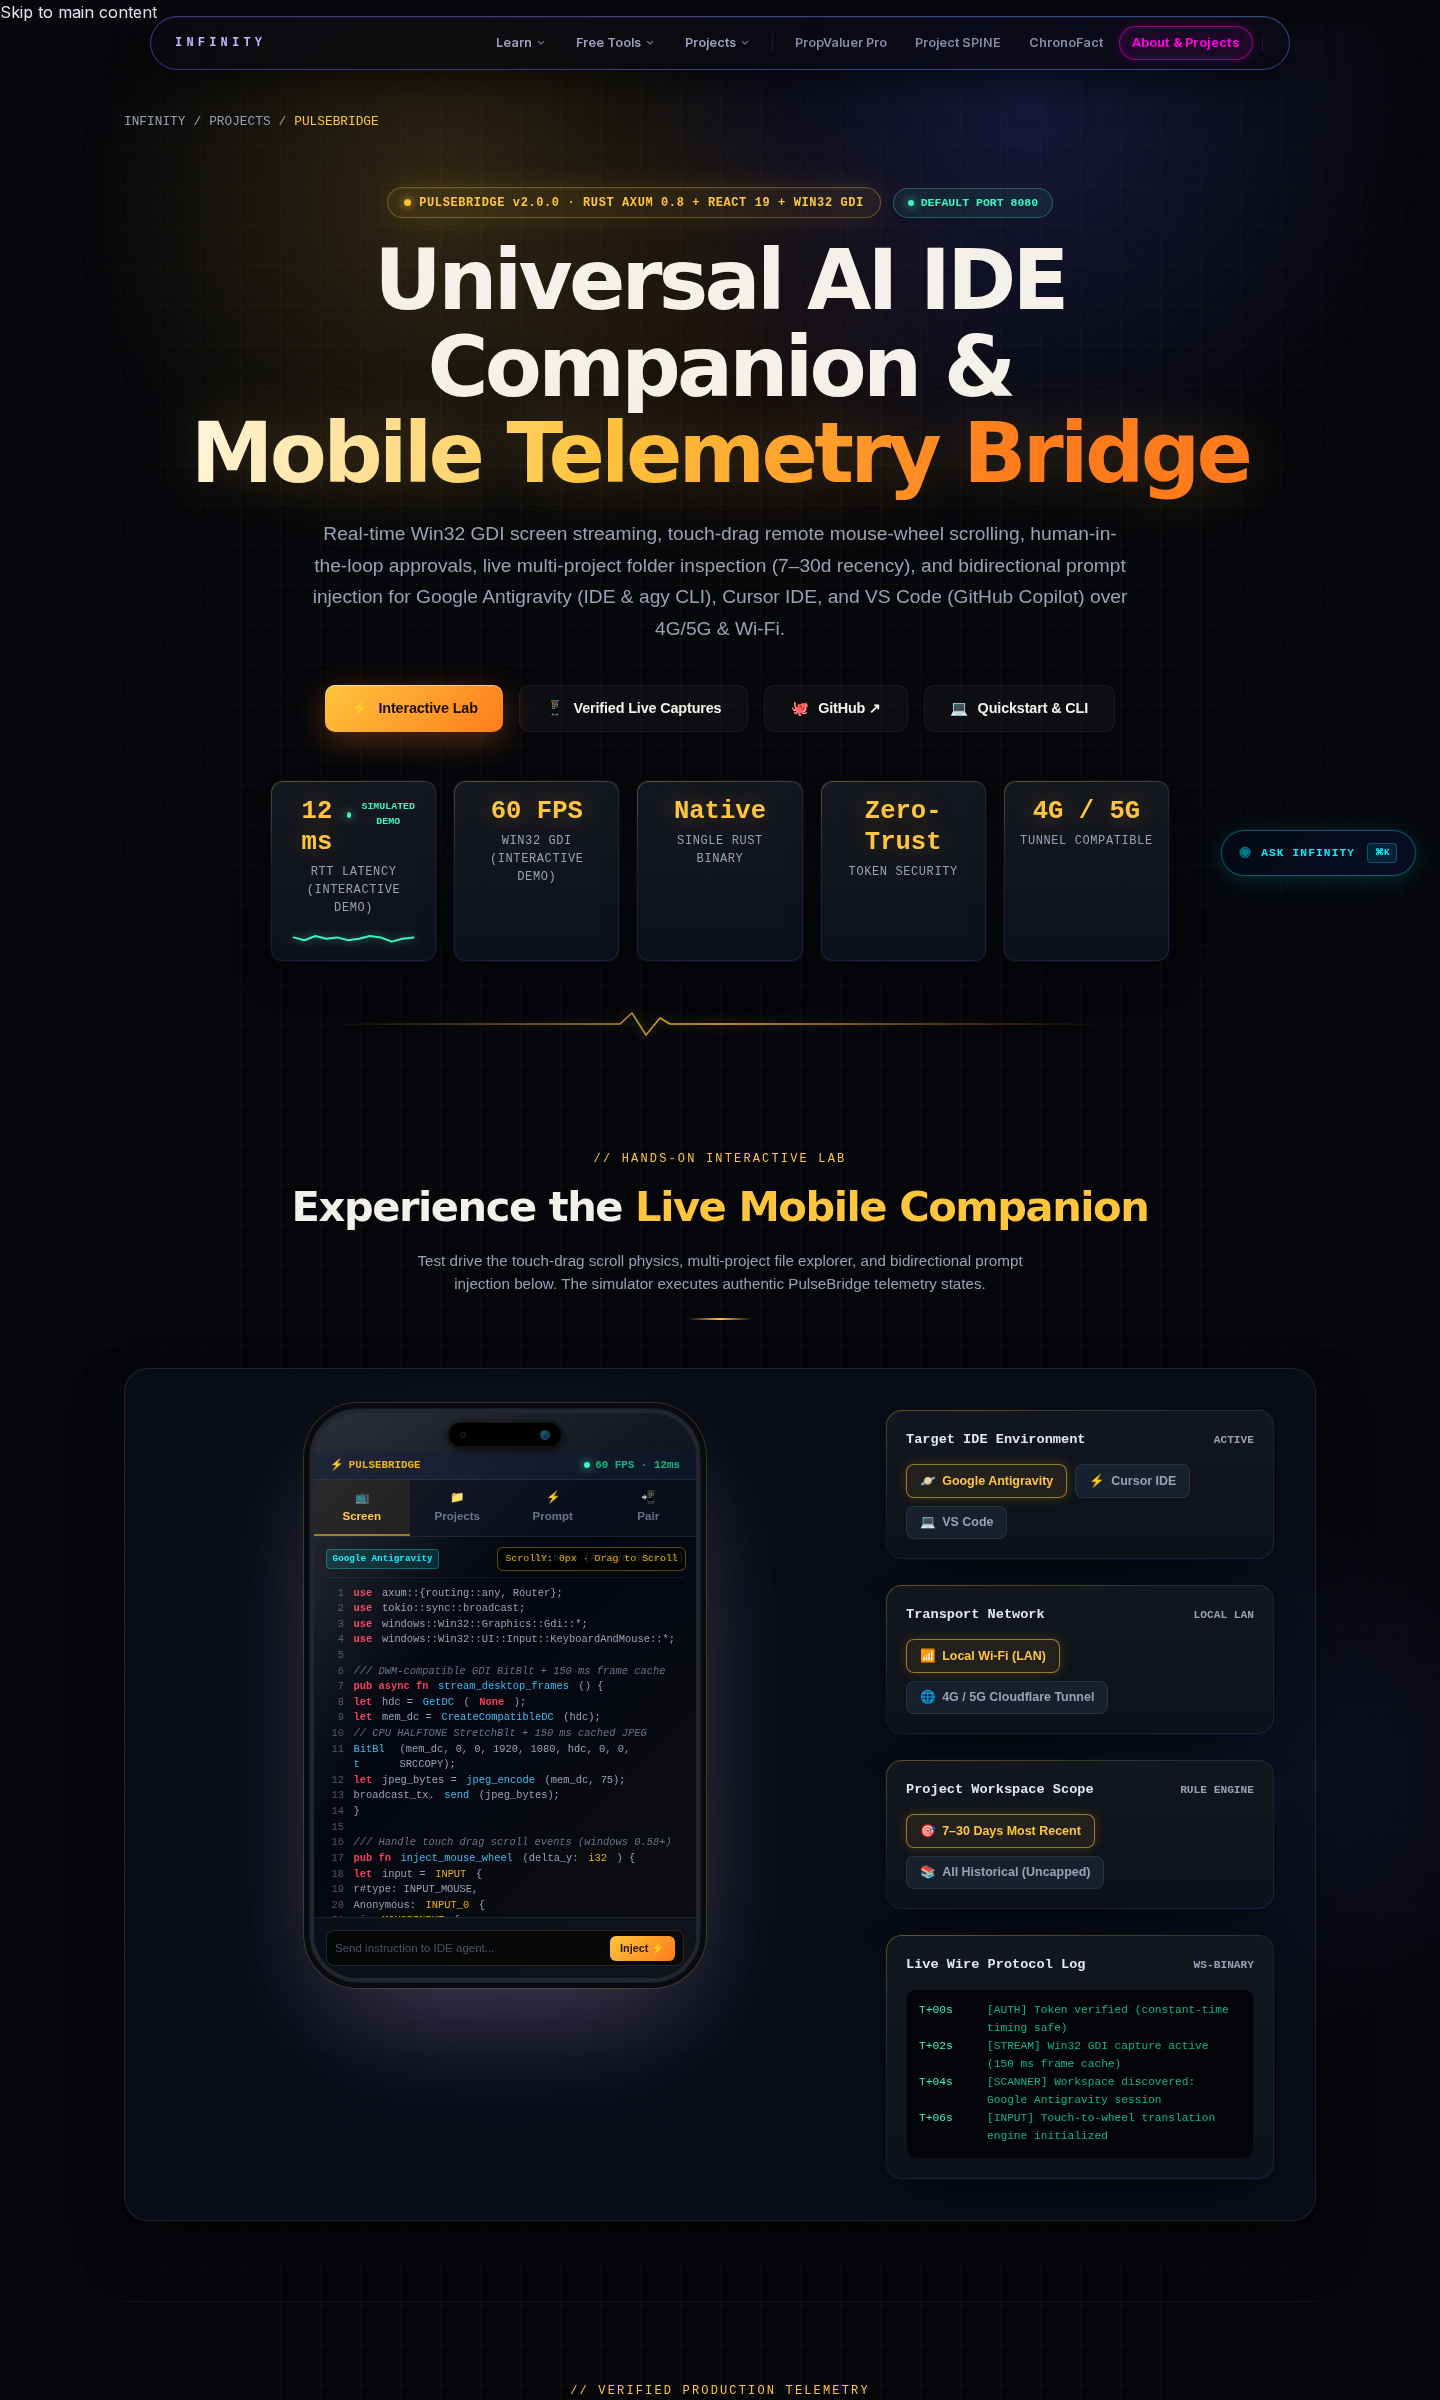 Skip to main content
INFINITY
Learn
Free Tools
Projects
PropValuer Pro
Project SPINE
ChronoFact
About & Projects
INFINITY / PROJECTS / PULSEBRIDGE
PULSEBRIDGE v2.0.0 · RUST AXUM 0.8 + REACT 19 + WIN32 GDI
DEFAULT PORT 8080
Universal AI IDE
Companion &
Mobile Telemetry Bridge
Real-time Win32 GDI screen streaming, touch-drag remote mouse-wheel scrolling, human-in-
the-loop approvals, live multi-project folder inspection (7–30d recency), and bidirectional prompt
injection for Google Antigravity (IDE & agy CLI), Cursor IDE, and VS Code (GitHub Copilot) over
4G/5G & Wi-Fi.
⚡ Interactive Lab
📱 Verified Live Captures
🐙 GitHub ↗
💻 Quickstart & CLI
12
ms
SIMULATED
DEMO
RTT LATENCY
(INTERACTIVE
DEMO)
60 FPS
WIN32 GDI
(INTERACTIVE
DEMO)
Native
SINGLE RUST
BINARY
Zero-
Trust
TOKEN SECURITY
4G / 5G
TUNNEL COMPATIBLE
ASK INFINITY ⌘K
// HANDS-ON INTERACTIVE LAB
Experience the Live Mobile Companion
Test drive the touch-drag scroll physics, multi-project file explorer, and bidirectional prompt
injection below. The simulator executes authentic PulseBridge telemetry states.
⚡ PULSEBRIDGE
60 FPS · 12ms
Screen
Projects
Prompt
Pair
Google Antigravity
ScrollY: 0px · Drag to Scroll
1 use axum::{routing::any, Router};
2 use tokio::sync::broadcast;
3 use windows::Win32::Graphics::Gdi::*;
4 use windows::Win32::UI::Input::KeyboardAndMouse::*;
5
6 /// DWM-compatible GDI BitBlt + 150 ms frame cache
7 pub async fn stream_desktop_frames () {
8 let hdc = GetDC ( None );
9 let mem_dc = CreateCompatibleDC (hdc);
10 // CPU HALFTONE StretchBlt + 150 ms cached JPEG
11 BitBl (mem_dc, 0, 0, 1920, 1080, hdc, 0, 0,
t SRCCOPY);
12 let jpeg_bytes = jpeg_encode (mem_dc, 75);
13 broadcast_tx. send (jpeg_bytes);
14 }
15
16 /// Handle touch drag scroll events (windows 0.58+)
17 pub fn inject_mouse_wheel (delta_y: i32 ) {
18 let input = INPUT {
19 r#type: INPUT_MOUSE,
20 Anonymous: INPUT_0 {
Send instruction to IDE agent...
Inject ⚡
Target IDE Environment
ACTIVE
🪐 Google Antigravity
⚡ Cursor IDE
💻 VS Code
Transport Network
LOCAL LAN
📶 Local Wi-Fi (LAN)
🌐 4G / 5G Cloudflare Tunnel
Project Workspace Scope
RULE ENGINE
🎯 7–30 Days Most Recent
📚 All Historical (Uncapped)
Live Wire Protocol Log
WS-BINARY
T+00s [AUTH] Token verified (constant-time
timing safe)
T+02s [STREAM] Win32 GDI capture active
(150 ms frame cache)
T+04s [SCANNER] Workspace discovered:
Google Antigravity session
T+06s [INPUT] Touch-to-wheel translation
engine initialized
// VERIFIED PRODUCTION TELEMETRY